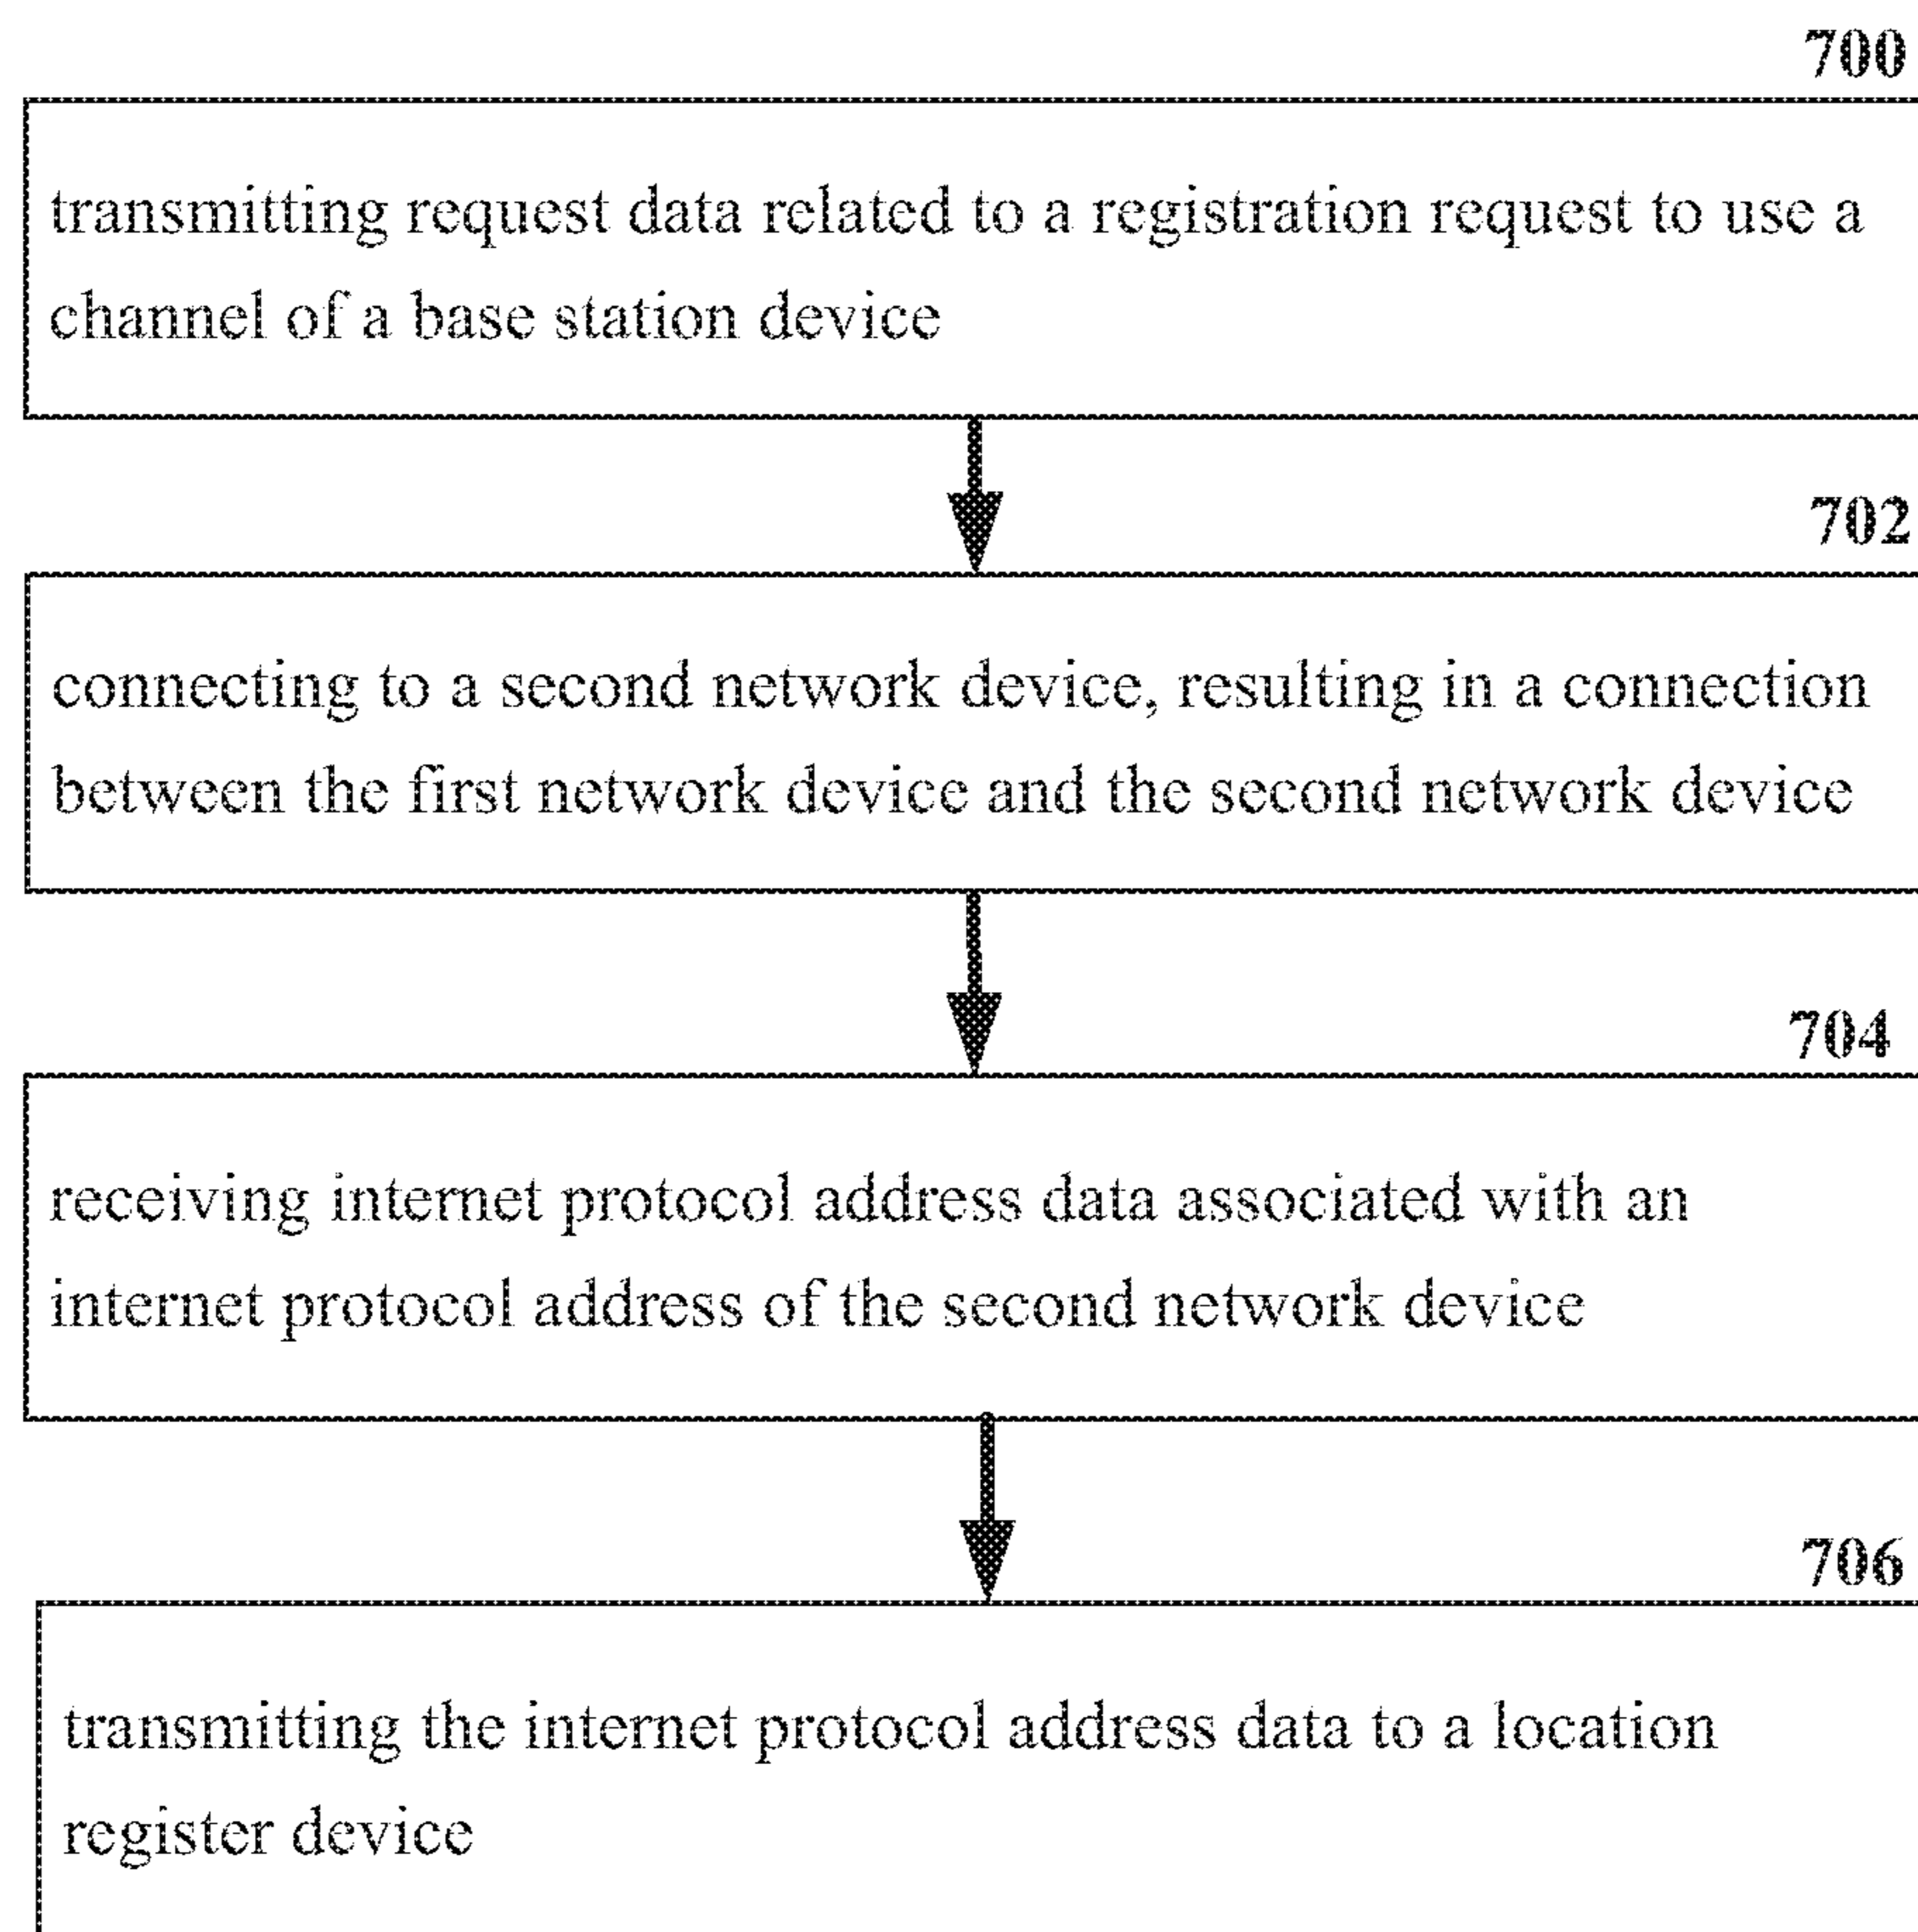 700
transmitting request data related to a registration request to use a
channel of a base station device
702
connecting to a second network device, resulting in a connection
between the first network device and the second network device
704
receiving internet protocol address data associated with an
internet protocol address of the second network device
706
transmitting the internet protocol address data to a location
register device